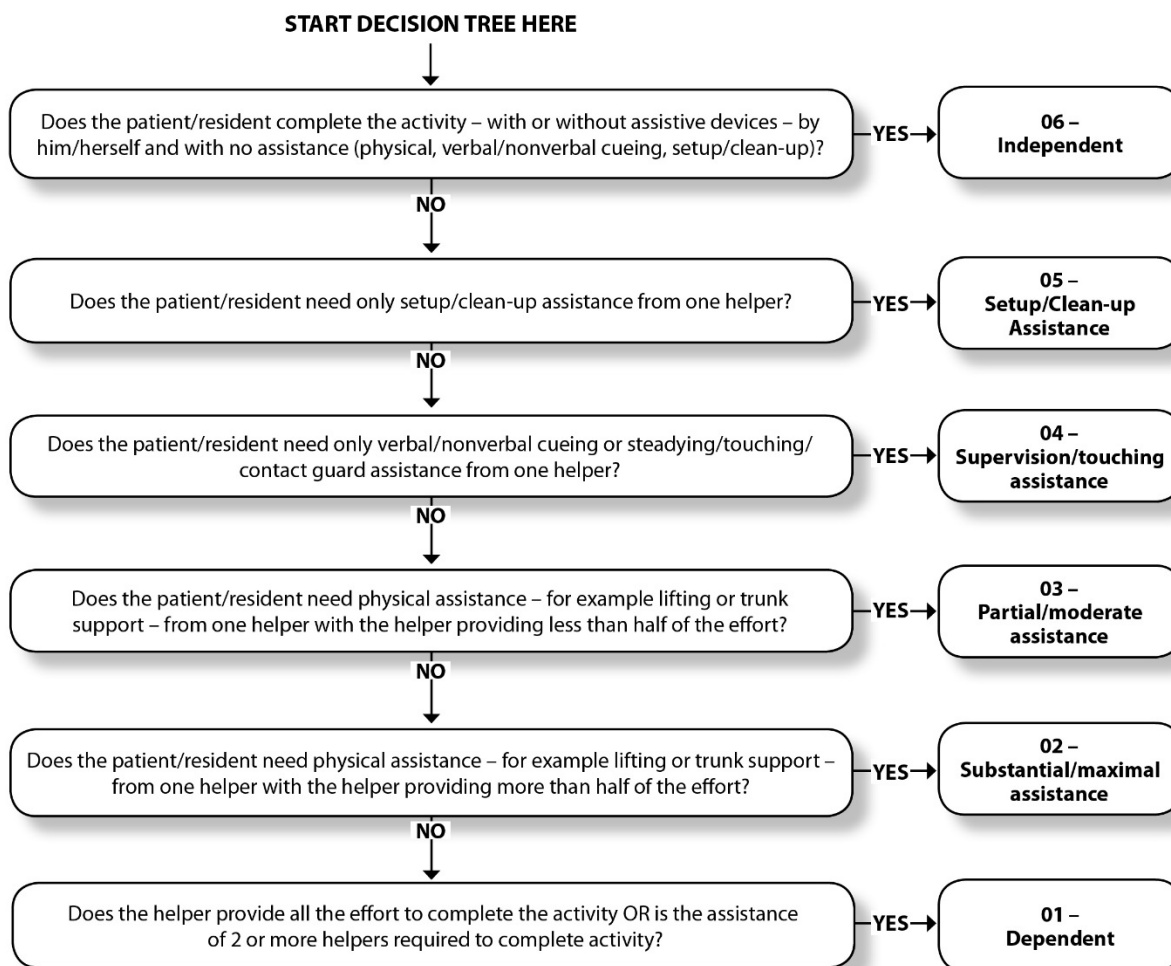 START DECISION TREE HERE
Does the patient/resident complete the activity – with or without assistive devices – by
him/herself and with no assistance (physical, verbal/nonverbal cueing, setup/clean-up)?
YES
06 –
Independent
NO
Does the patient/resident need only setup/clean-up assistance from one helper?
YES
05 –
Setup/Clean-up
Assistance
NO
Does the patient/resident need only verbal/nonverbal cueing or steadying/touching/
contact guard assistance from one helper?
YES
04 –
Supervision/touching
assistance
NO
Does the patient/resident need physical assistance – for example lifting or trunk
support – from one helper with the helper providing less than half of the effort?
YES
03 –
Partial/moderate
assistance
NO
Does the patient/resident need physical assistance – for example lifting or trunk support –
from one helper with the helper providing more than half of the effort?
YES
02 –
Substantial/maximal
assistance
NO
Does the helper provide all the effort to complete the activity OR is the assistance
of 2 or more helpers required to complete activity?
YES
01 –
Dependent